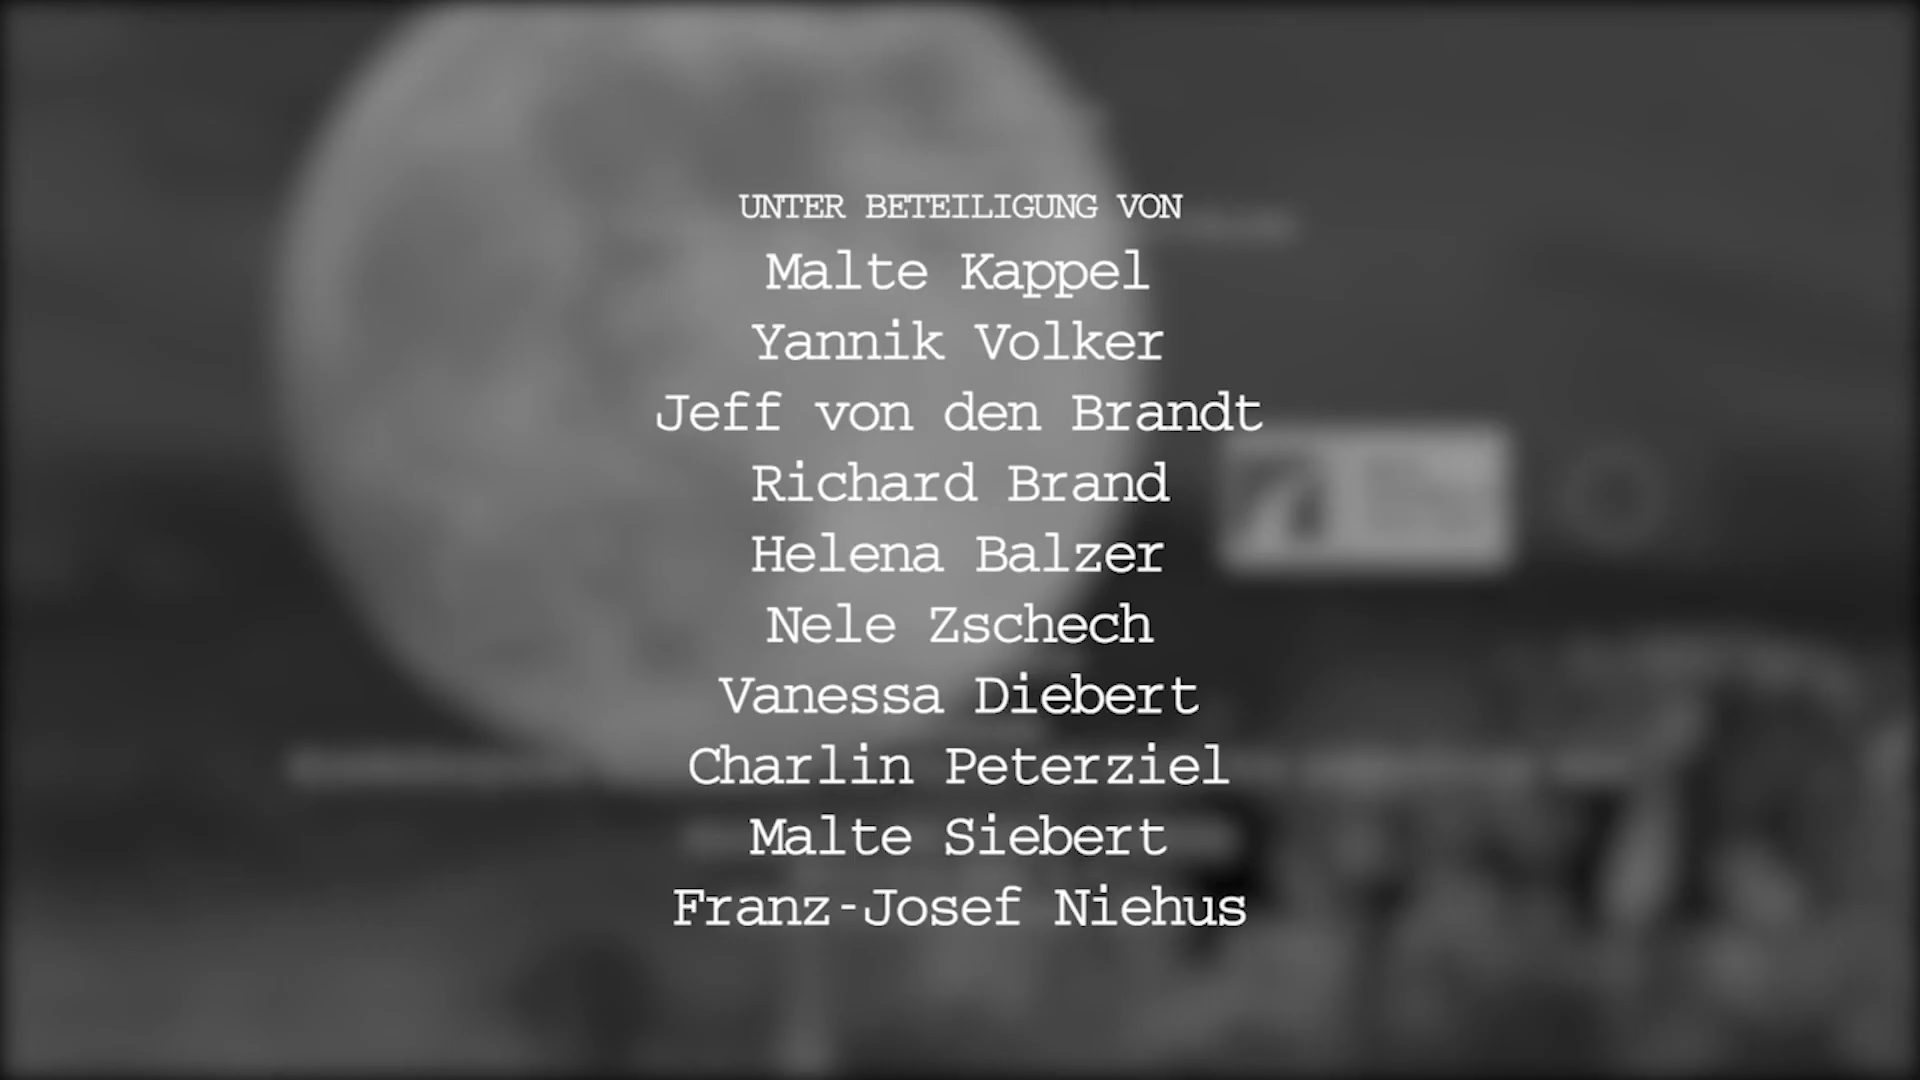 UNTER BETEILIGUNG VON
Malte Kappel
Yannik Volker
Jeff von den Brandt
Richard Brand
Helena Balzer
Nele Zschech
Vanessa Diebert
Charlin Peterziel
Malte Siebert
Franz-Josef Niehus